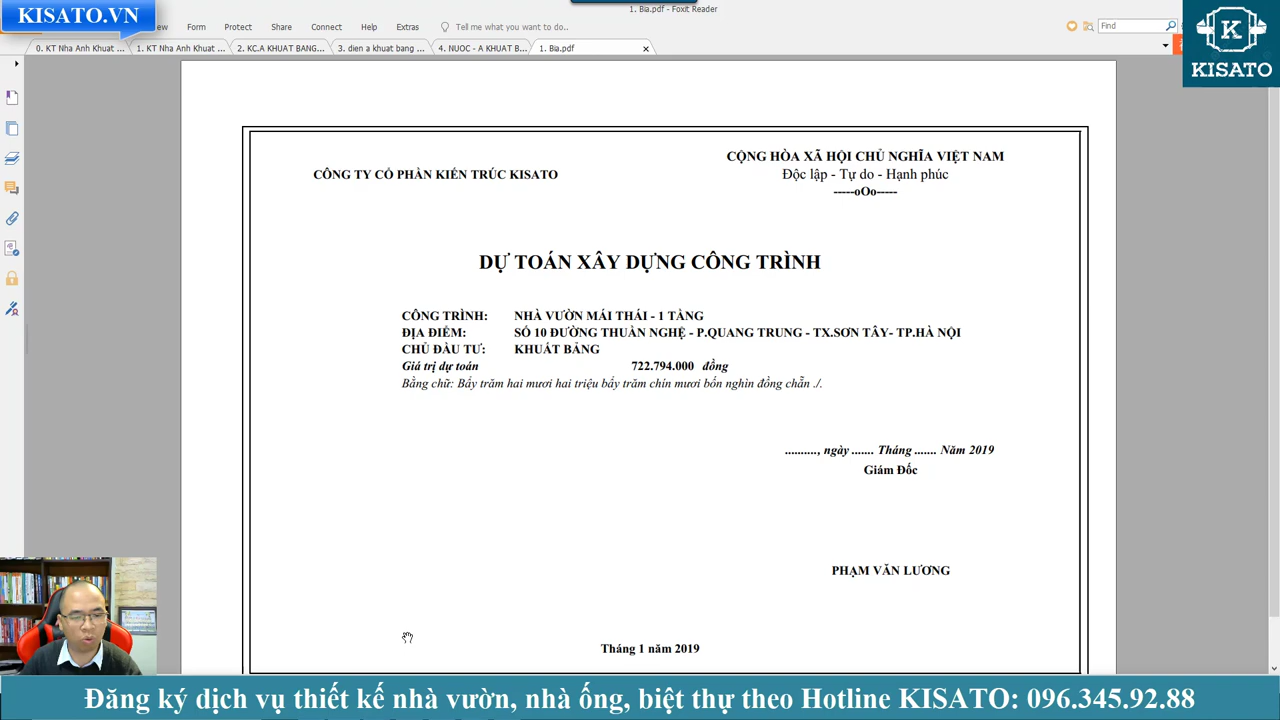 KISATO.VN
1. Bia.pdf - Foxit Reader
Form Protect Share Connect Help Extras Tell me what you want to do.. Find
0. KT Nha Anh Khuat ... 1. KT Nha Anh Khuat ... 2. KC.A KHUAT BANG... 3. dien a khuat bang ... 4. NUOC - A KHUAT B... 1. Bia.pdf
K
KISATO
CỘNG HÒA XÃ HỘI CHỦ NGHĨA VIỆT NAM
CÔNG TY CỔ PHẦN KIẾN TRÚC KISATO
Độc lập - Tự do - Hạnh phúc
-----oOo-----
DỰ TOÁN XÂY DỰNG CÔNG TRÌNH
CÔNG TRÌNH: NHÀ VƯỜN MÁI THÁI - 1 TẦNG
ĐỊA ĐIỂM: SỐ 10 ĐƯỜNG THUẦN NGHỆ - P.QUANG TRUNG - TX.SƠN TÂY- TP.HÀ NỘI
CHỦ ĐẦU TƯ: KHUẤT BẢNG
Giá trị dự toán 722.794.000 đồng
Bằng chữ: Bảy trăm hai mươi hai triệu bảy trăm chín mươi bốn nghìn đồng chẵn ./.
.........., ngày ....... Tháng ....... Năm 2019
Giám Đốc
PHẠM VĂN LƯƠNG
Tháng 1 năm 2019
Đăng ký dịch vụ thiết kế nhà vườn, nhà ống, biệt thự theo Hotline KISATO: 096.345.92.88